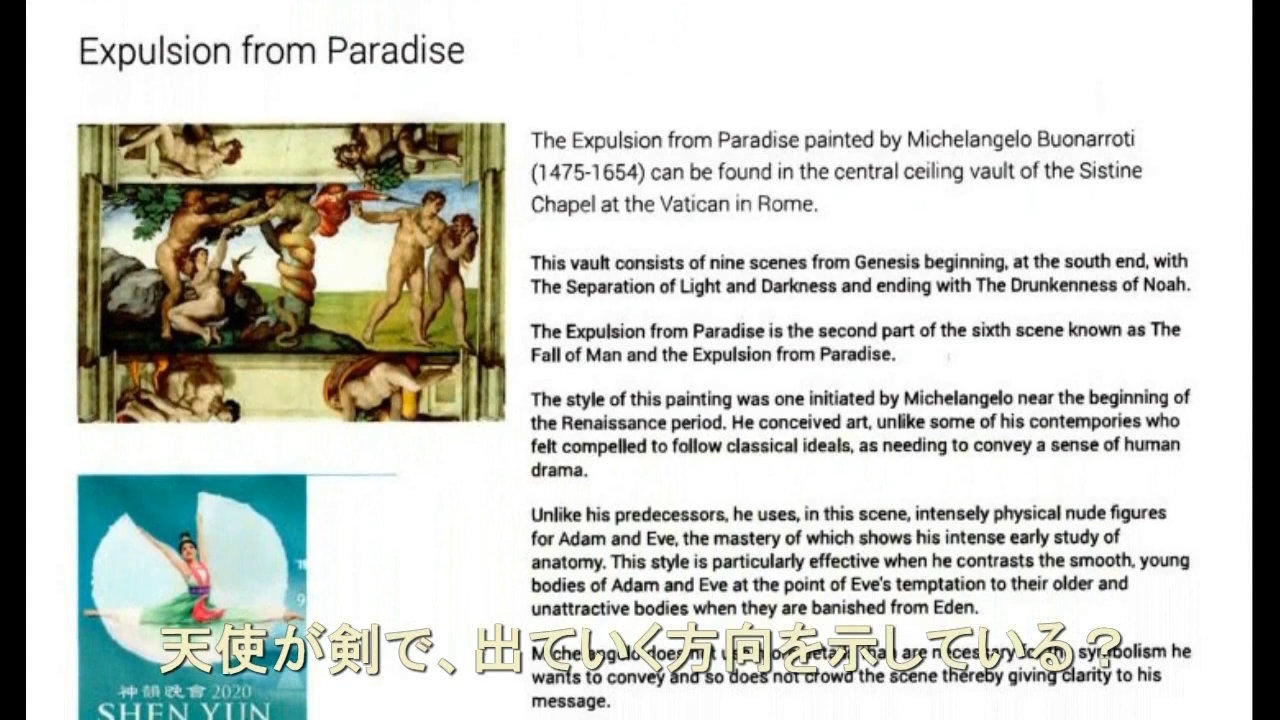 Expulsion from Paradise
The Expulsion from Paradise painted by Michelangelo Buonarroti
(1475-1654) can be found in the central ceiling vault of the Sistine
Chapel at the Vatican in Rome.
This vault consists of nine scenes from Genesis beginning, at the south end, with
The Separation of Light and Darkness and ending with The Drunkenness of Noah.
The Expulsion from Paradise is the second part of the sixth scene known as The
Fall of Man and the Expulsion from Paradise.
The style of this painting was one initiated by Michelangelo near the beginning of
the Renaissance period. He conceived art, unlike some of his contempories who
felt compelled to follow classical ideals, as needing to convey a sense of human
drama.
Unlike his predecessors, he uses, in this scene, intensely physical nude figures
for Adam and Eve, the mastery of which shows his intense early study of
anatomy. This style is particularly effective when he contrasts the smooth, young
bodies of Adam and Eve at the point of Eve's temptation to their older and
unattractive bodies when they are banished from Eden.
Michelangelo does are necessary symbolism he
wants to convey and so does not crowd the scene thereby giving clarity to his
message.
天使が剣で、出ていく方向を示している？
神韻晚會 2020
SHEN YUN